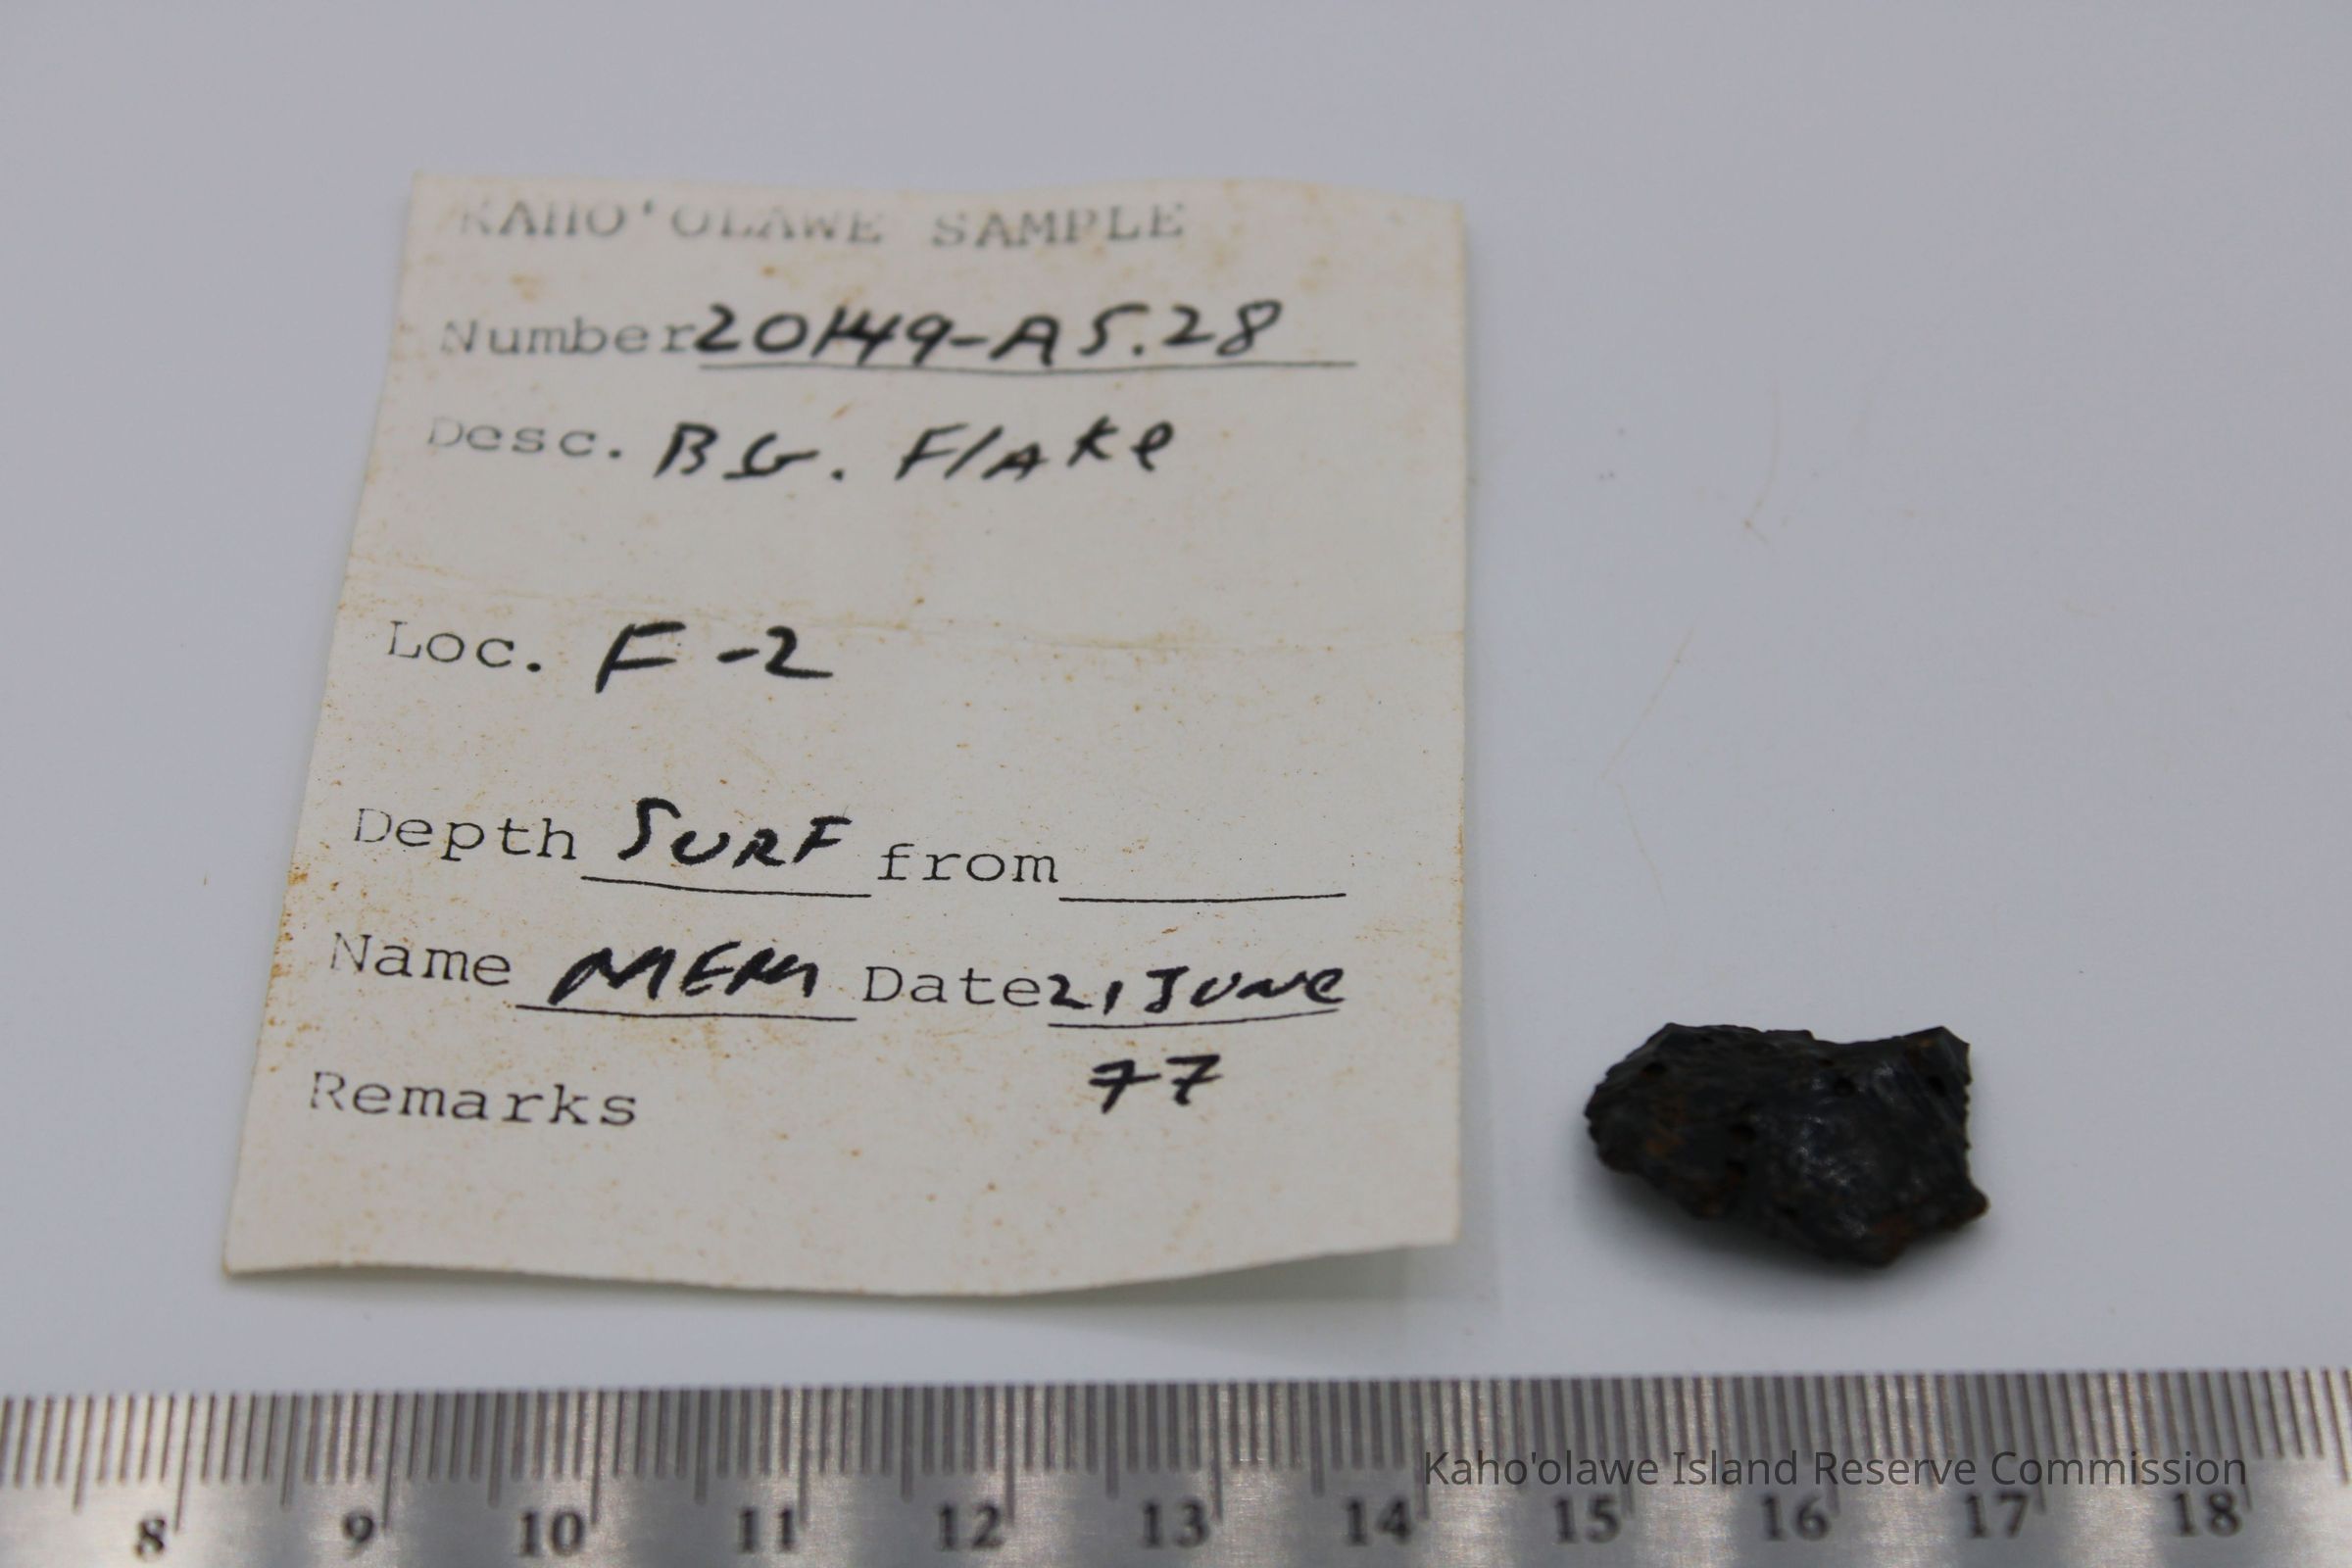 KAHO'OLAWE SAMPLE
Number 20149-A5.28
Desc. BG. Flake
Loc. F-2
Depth SURF from
Name MEM Date 21 June
77
Remarks
Kaho'olawe Island Reserve Commission
8 9 10 11 12 13 14 15 16 17 18